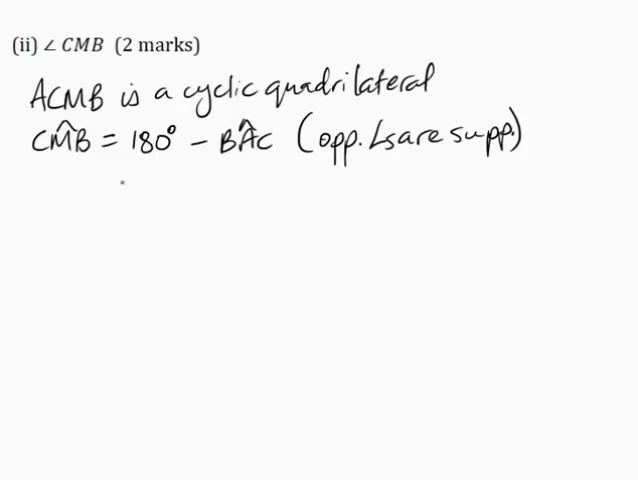 (ii) ∠ CMB (2 marks)
ACMB is a cyclic quadrilateral
CM̂B = 180° − BÂC (opp. ∠s are supp.)